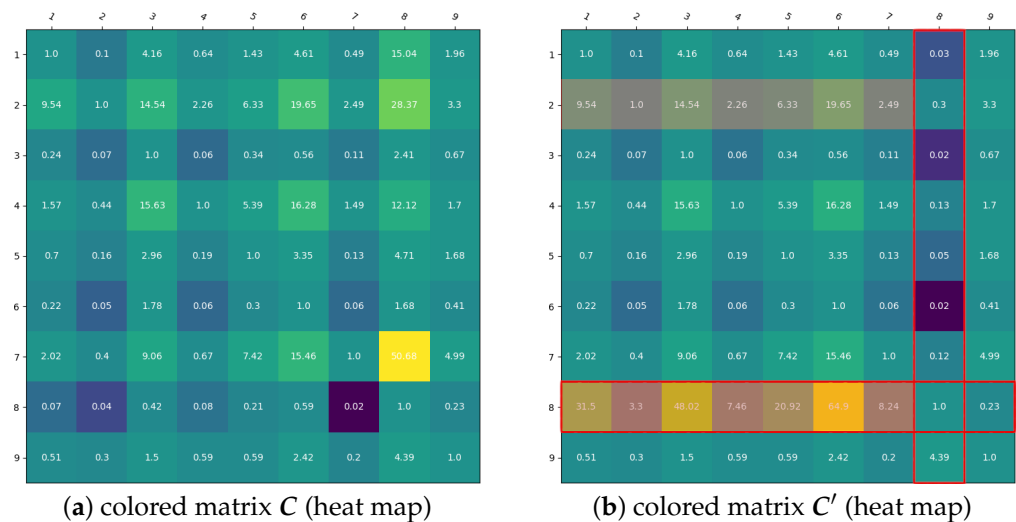 1 2 3 4 5 6 7 8 9
1 1.0 0.1 4.16 0.64 1.43 4.61 0.49 15.04 1.96
2 9.54 1.0 14.54 2.26 6.33 19.65 2.49 28.37 3.3
3 0.24 0.07 1.0 0.06 0.34 0.56 0.11 2.41 0.67
4 1.57 0.44 15.63 1.0 5.39 16.28 1.49 12.12 1.7
5 0.7 0.16 2.96 0.19 1.0 3.35 0.13 4.71 1.68
6 0.22 0.05 1.78 0.06 0.3 1.0 0.06 1.68 0.41
7 2.02 0.4 9.06 0.67 7.42 15.46 1.0 50.68 4.99
8 0.07 0.04 0.42 0.08 0.21 0.59 0.02 1.0 0.23
9 0.51 0.3 1.5 0.59 0.59 2.42 0.2 4.39 1.0
(a) colored matrix C (heat map)
1 2 3 4 5 6 7 8 9
1 1.0 0.1 4.16 0.64 1.43 4.61 0.49 0.03 1.96
2 9.54 1.0 14.54 2.26 6.33 19.65 2.49 0.3 3.3
3 0.24 0.07 1.0 0.06 0.34 0.56 0.11 0.02 0.67
4 1.57 0.44 15.63 1.0 5.39 16.28 1.49 0.13 1.7
5 0.7 0.16 2.96 0.19 1.0 3.35 0.13 0.05 1.68
6 0.22 0.05 1.78 0.06 0.3 1.0 0.06 0.02 0.41
7 2.02 0.4 9.06 0.67 7.42 15.46 1.0 0.12 4.99
8 31.5 3.3 48.02 7.46 20.92 64.9 8.24 1.0 0.23
9 0.51 0.3 1.5 0.59 0.59 2.42 0.2 4.39 1.0
(b) colored matrix C′ (heat map)